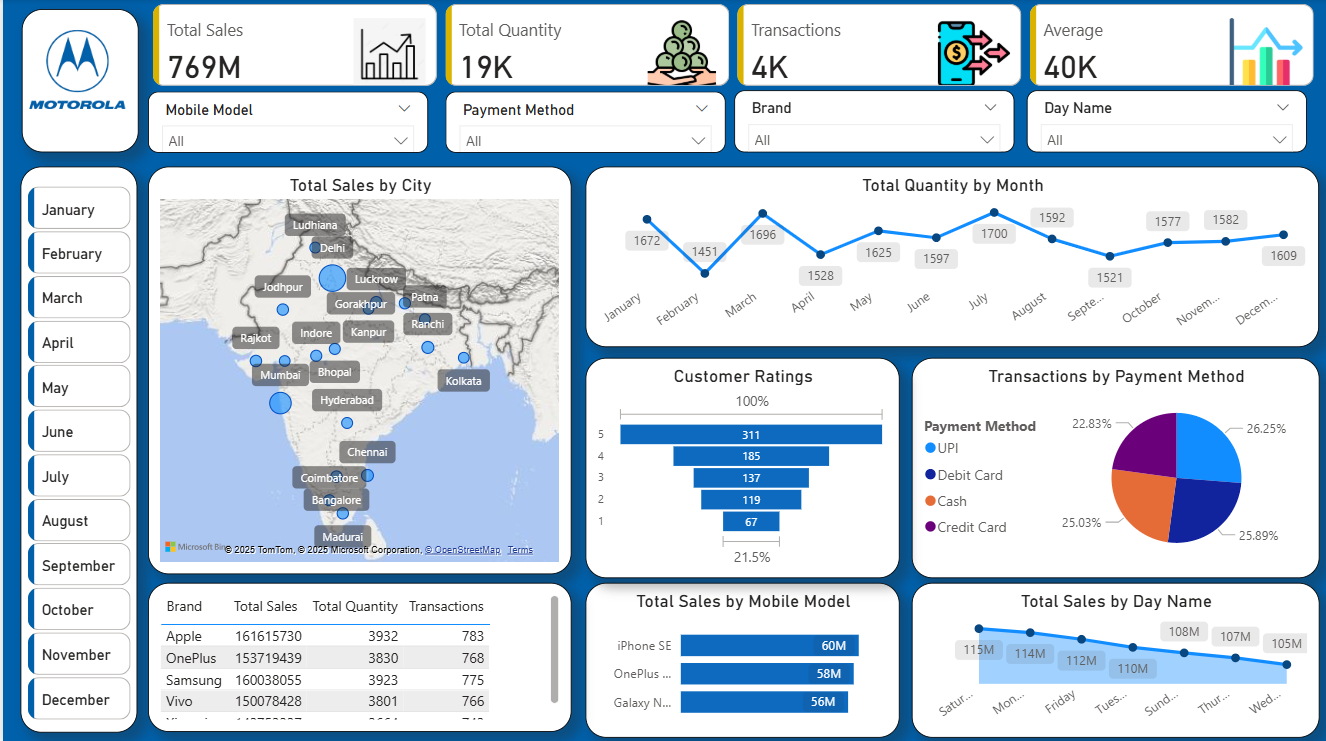 MOTOROLA
Total Sales
769M
Total Quantity
19K
Transactions
4K
Average
40K
Mobile Model
All
Payment Method
All
Brand
All
Day Name
All
January
February
March
April
May
June
July
August
September
October
November
December
Total Sales by City
Ludhiana
Delhi
Lucknow
Jodhpur
Gorakhpur
Patna
Ranchi
Rajkot
Indore
Kanpur
Mumbai
Bhopal
Kolkata
Hyderabad
Chennai
Coimbatore
Bangalore
Madurai
Microsoft Bin
© 2025 TomTom, © 2025 Microsoft Corporation, © OpenStreetMap Terms
Total Quantity by Month
1672
1451
1696
1528
1625
1597
1700
1592
1521
1577
1582
1609
January
February
March
April
May
June
July
August
Septe...
October
Novem...
Decem...
Customer Ratings
100%
5 311
4 185
3 137
2 119
1 67
21.5%
Transactions by Payment Method
Payment Method
UPI
Debit Card
Cash
Credit Card
22.83%
26.25%
25.03%
25.89%
Brand Total Sales Total Quantity Transactions
Apple 161615730 3932 783
OnePlus 153719439 3830 768
Samsung 160038055 3923 775
Vivo 150078428 3801 766
Total Sales by Mobile Model
iPhone SE 60M
OnePlus ... 58M
Galaxy N... 56M
Total Sales by Day Name
115M
114M
112M
110M
108M
107M
105M
Satur...
Mon...
Friday
Tues...
Sund...
Thur...
Wed...